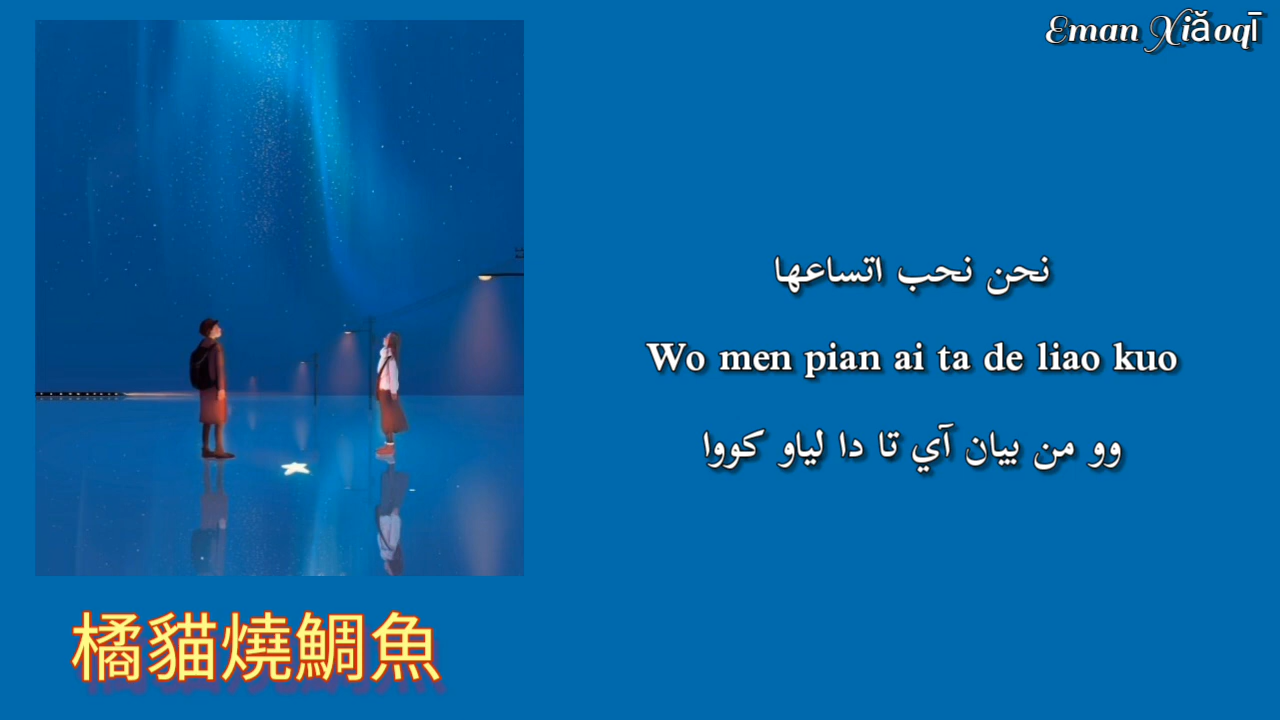 Eman Xiǎoqī
نحن نحب اتساعها
Wo men pian ai ta de liao kuo
وو من بيان آي تا دا لياو كووا
橘貓燒鯛魚